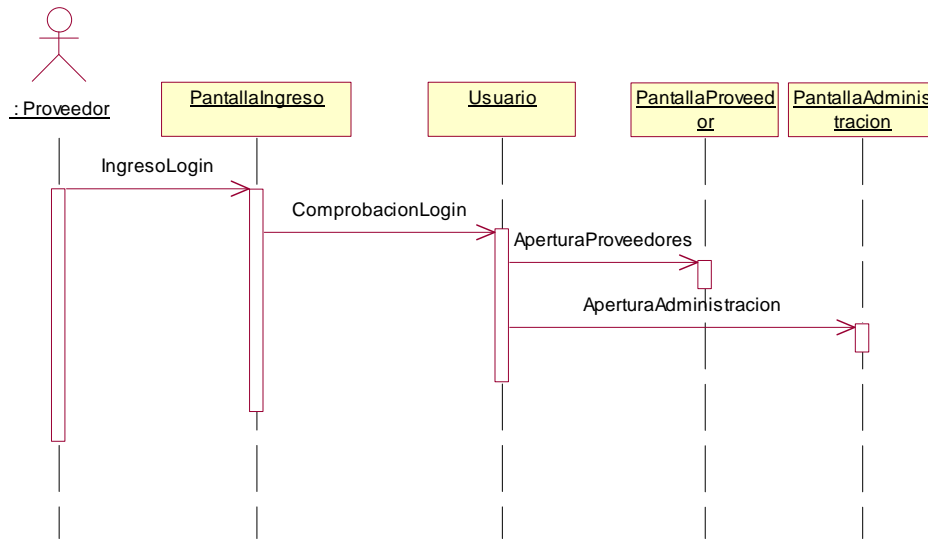 : Proveedor
PantallaIngreso
Usuario
PantallaProveed
or
PantallaAdminis
tracion
IngresoLogin
ComprobacionLogin
AperturaProveedores
AperturaAdministracion